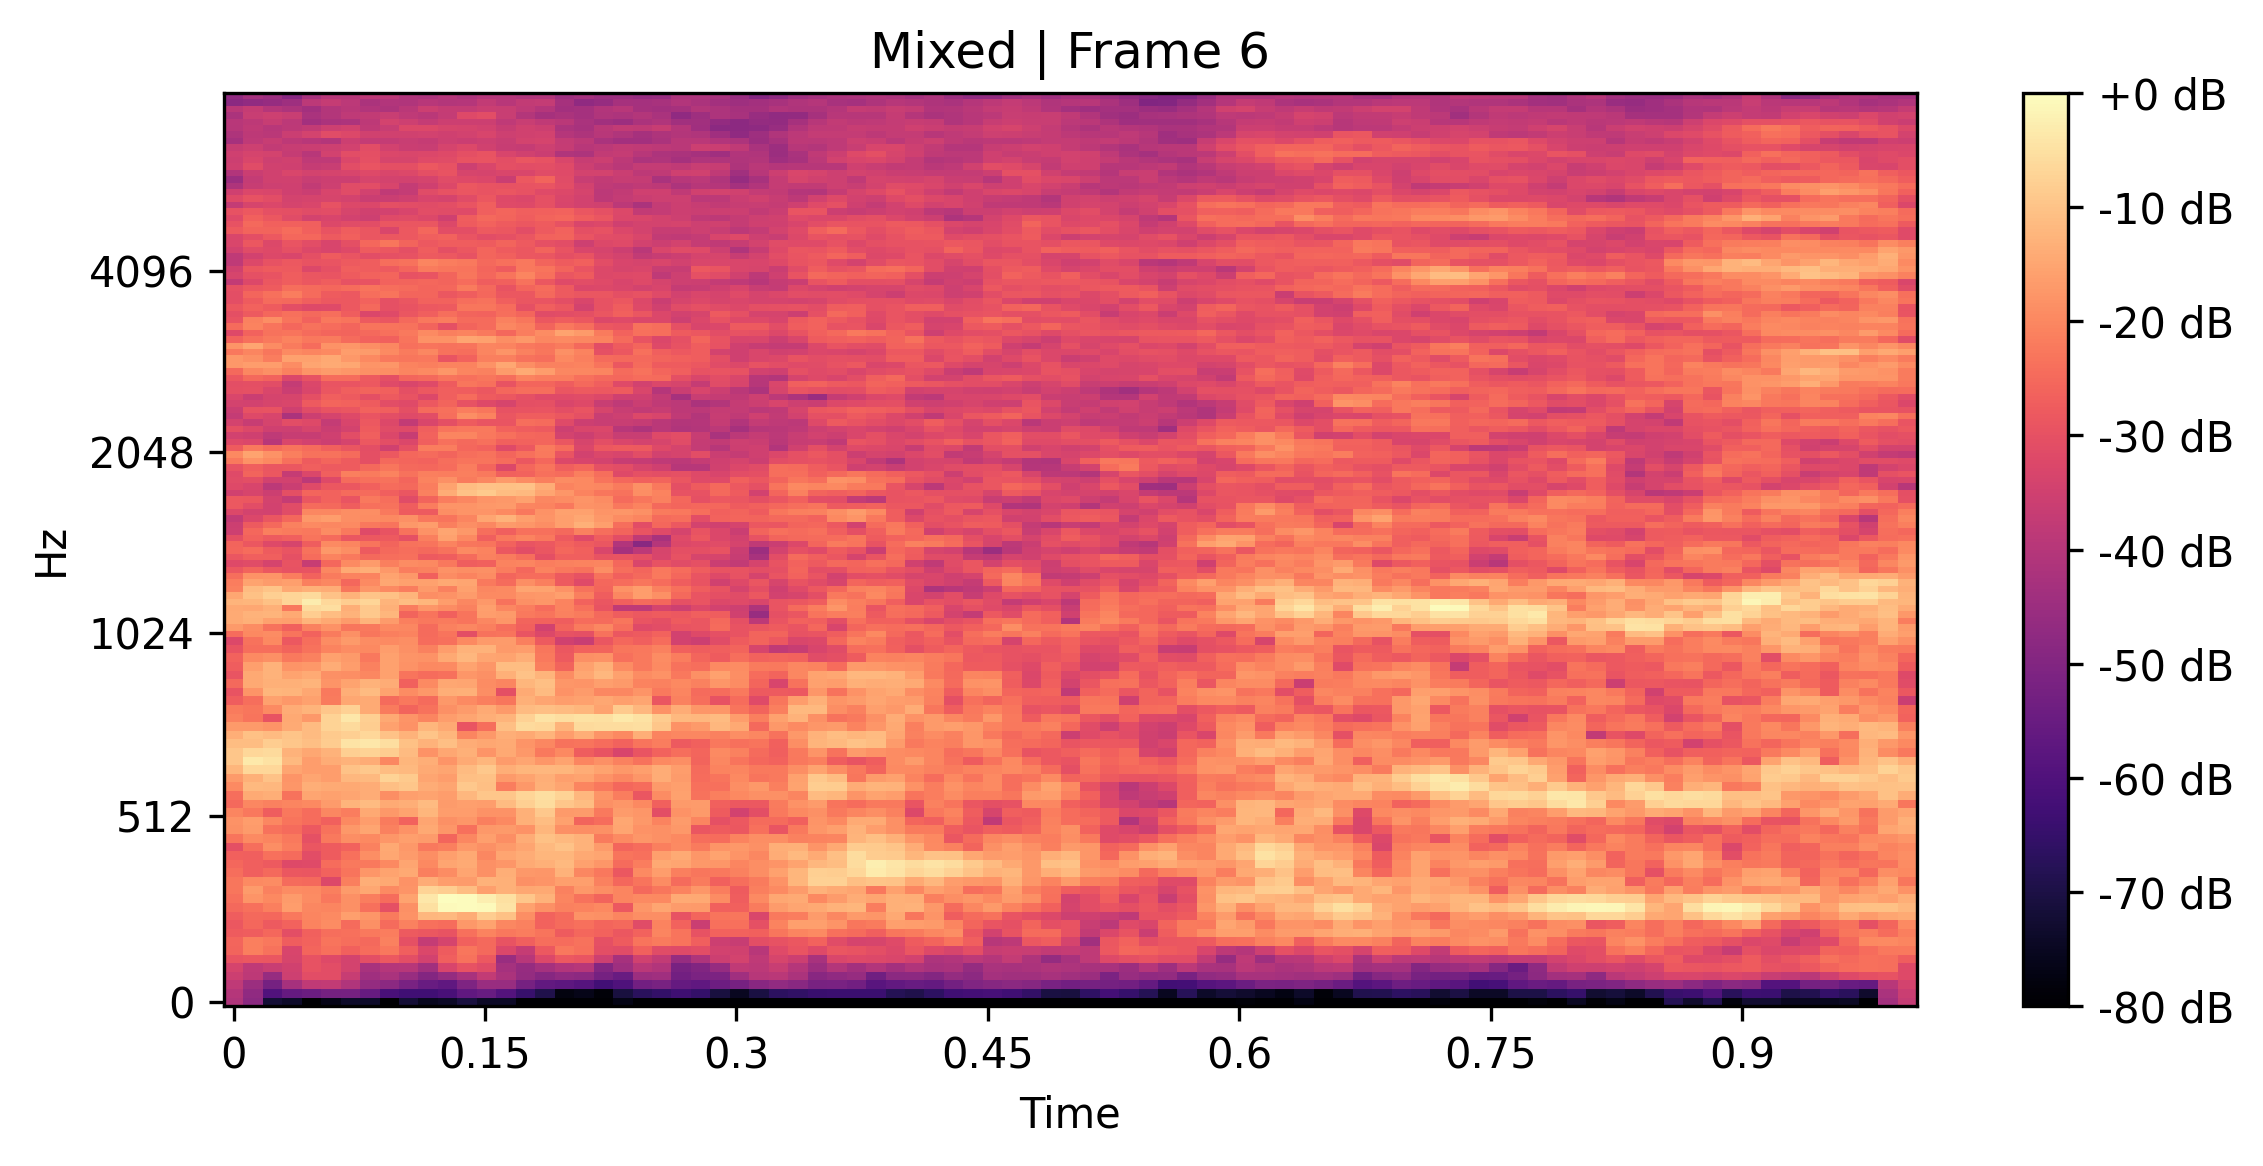 Mixed | Frame 6
+0 dB
-10 dB
-20 dB
-30 dB
-40 dB
-50 dB
-60 dB
-70 dB
-80 dB
Hz
4096
2048
1024
512
0
0 0.15 0.3 0.45 0.6 0.75 0.9
Time